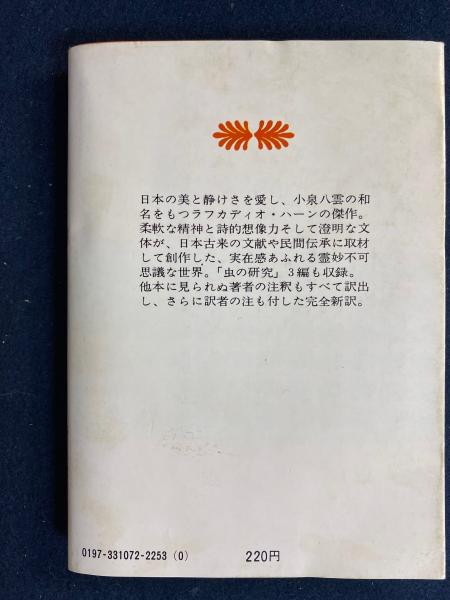 日本の美と静けさを愛し、小泉八雲の和
名をもつラフカディオ・ハーンの傑作。
柔軟な精神と詩的想像力そして澄明な文
体が、日本古来の文献や民間伝承に取材
して創作した、実在感あふれる霊妙不可
思議な世界。「虫の研究」3編も収録。
他本に見られぬ著者の注釈もすべて訳出
し、さらに訳者の注も付した完全新訳。
0197-331072-2253 (0)
220円